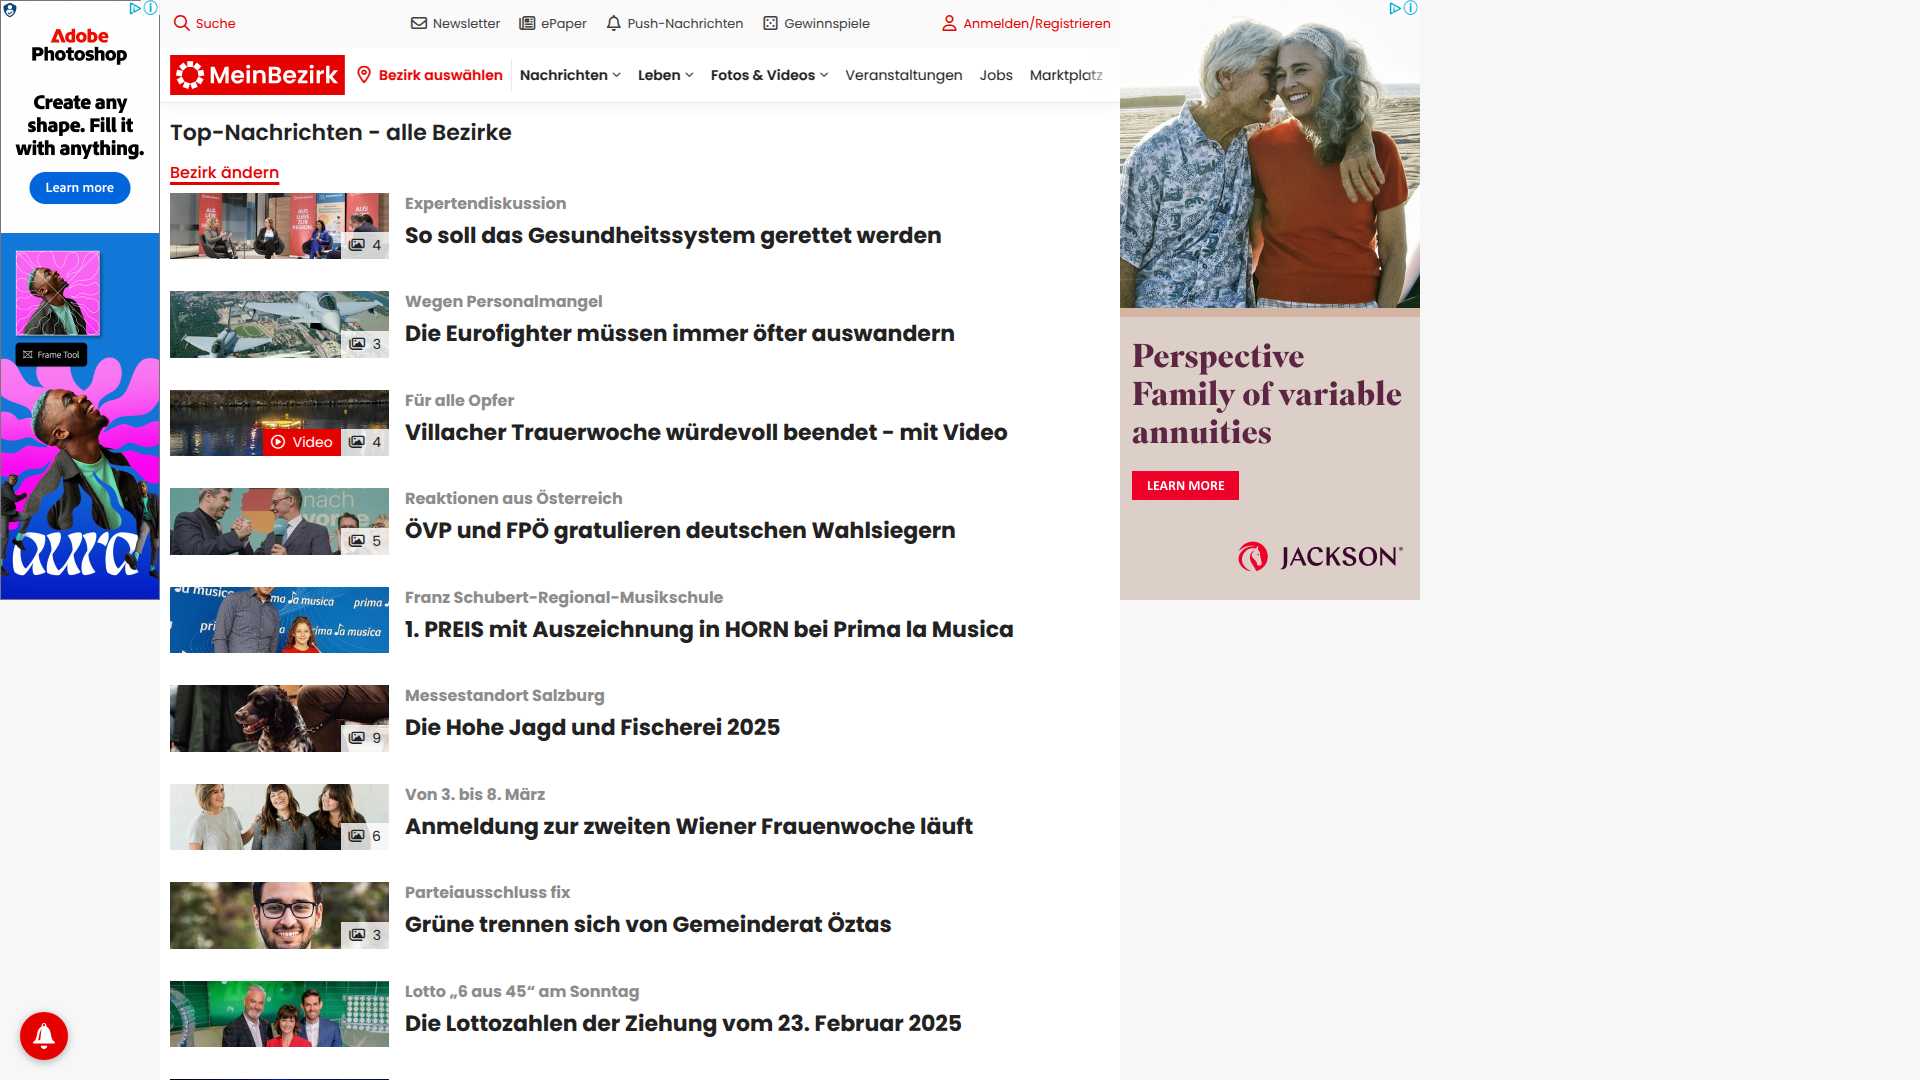 Adobe
Photoshop
Create any
shape. Fill it
with anything.
Learn more
Frame Tool
aura
Suche
Newsletter
ePaper
Push-Nachrichten
Gewinnspiele
Anmelden/Registrieren
MeinBezirk
Bezirk auswählen
Nachrichten
Leben
Fotos & Videos
Veranstaltungen
Jobs
Marktplatz
Top-Nachrichten - alle Bezirke
Bezirk ändern
4
Expertendiskussion
So soll das Gesundheitssystem gerettet werden
3
Wegen Personalmangel
Die Eurofighter müssen immer öfter auswandern
Video
4
Für alle Opfer
Villacher Trauerwoche würdevoll beendet - mit Video
nach
5
Reaktionen aus Österreich
ÖVP und FPÖ gratulieren deutschen Wahlsiegern
prima la musica
Franz Schubert-Regional-Musikschule
1. PREIS mit Auszeichnung in HORN bei Prima la Musica
9
Messestandort Salzburg
Die Hohe Jagd und Fischerei 2025
6
Von 3. bis 8. März
Anmeldung zur zweiten Wiener Frauenwoche läuft
3
Parteiausschluss fix
Grüne trennen sich von Gemeinderat Öztas
Lotto „6 aus 45“ am Sonntag
Die Lottozahlen der Ziehung vom 23. Februar 2025
Perspective
Family of variable
annuities
LEARN MORE
JACKSON®